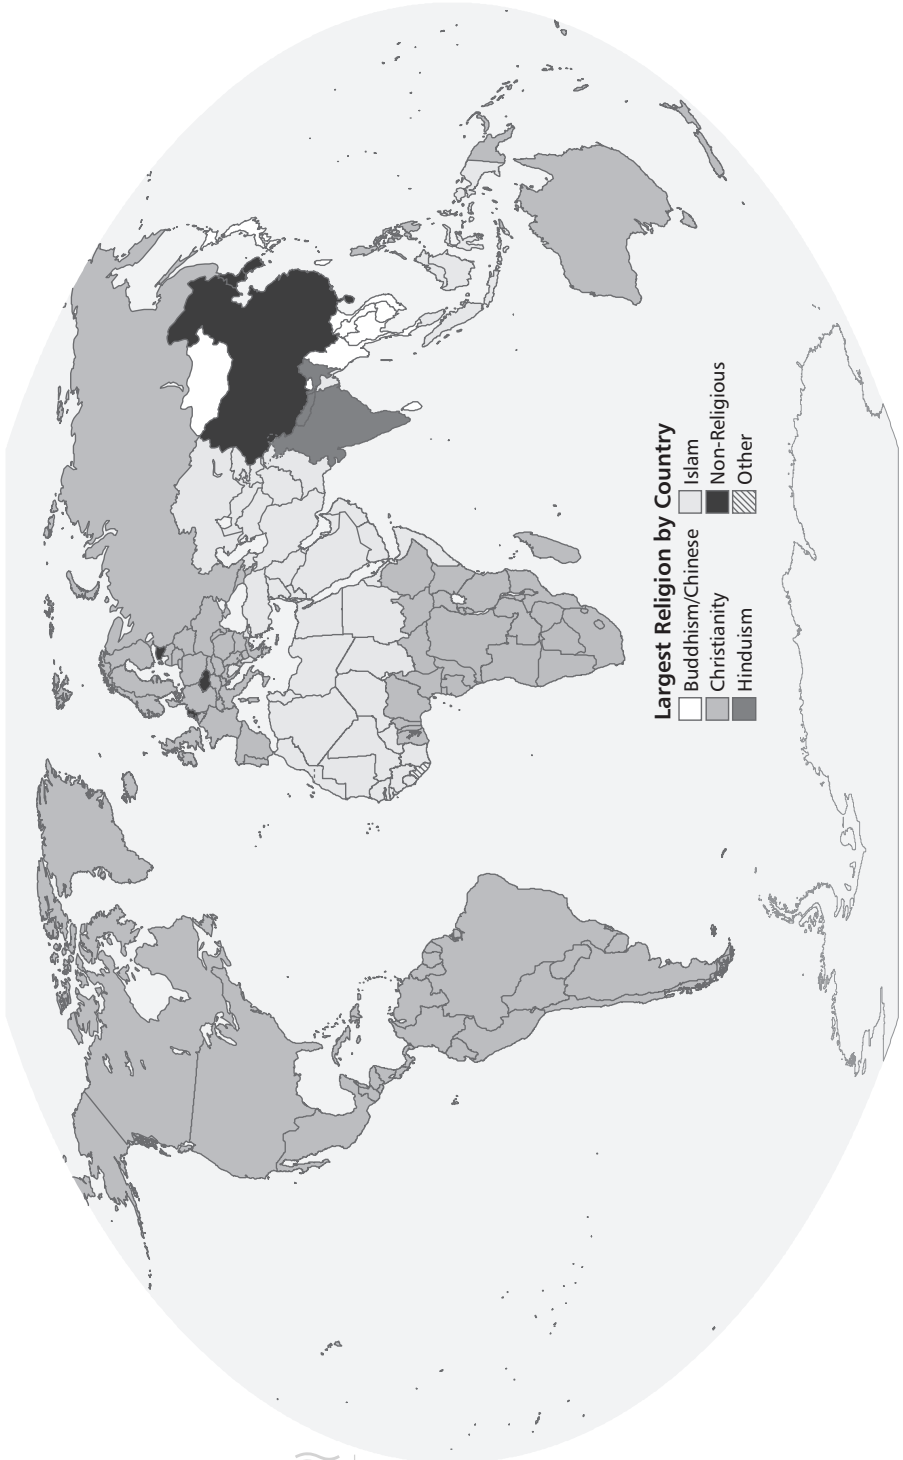 Largest Religion by Country
Buddhism/Chinese
Christianity
Hinduism
Islam
Non-Religious
Other